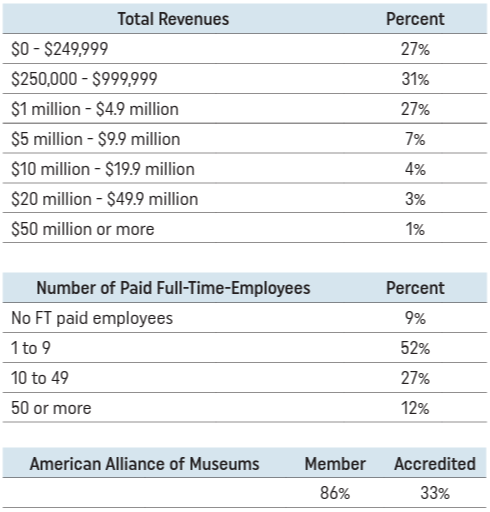 Total Revenues Percent
$0 - $249,999 27%
$250,000 - $999,999 31%
$1 million - $4.9 million 27%
$5 million - $9.9 million 7%
$10 million - $19.9 million 4%
$20 million - $49.9 million 3%
$50 million or more 1%
Number of Paid Full-Time-Employees Percent
No FT paid employees 9%
1 to 9 52%
10 to 49 27%
50 or more 12%
American Alliance of Museums Member Accredited
86% 33%